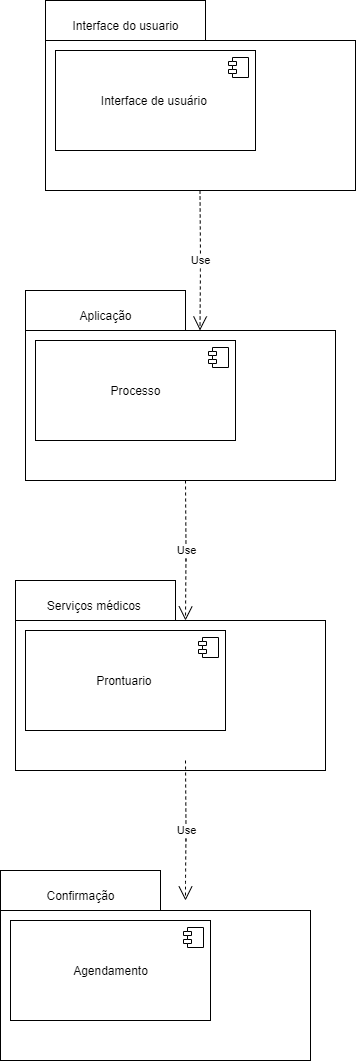 Interface do usuario
Interface de usuário
Use
Aplicação
Processo
Use
Serviços médicos
Prontuario
Use
Confirmação
Agendamento